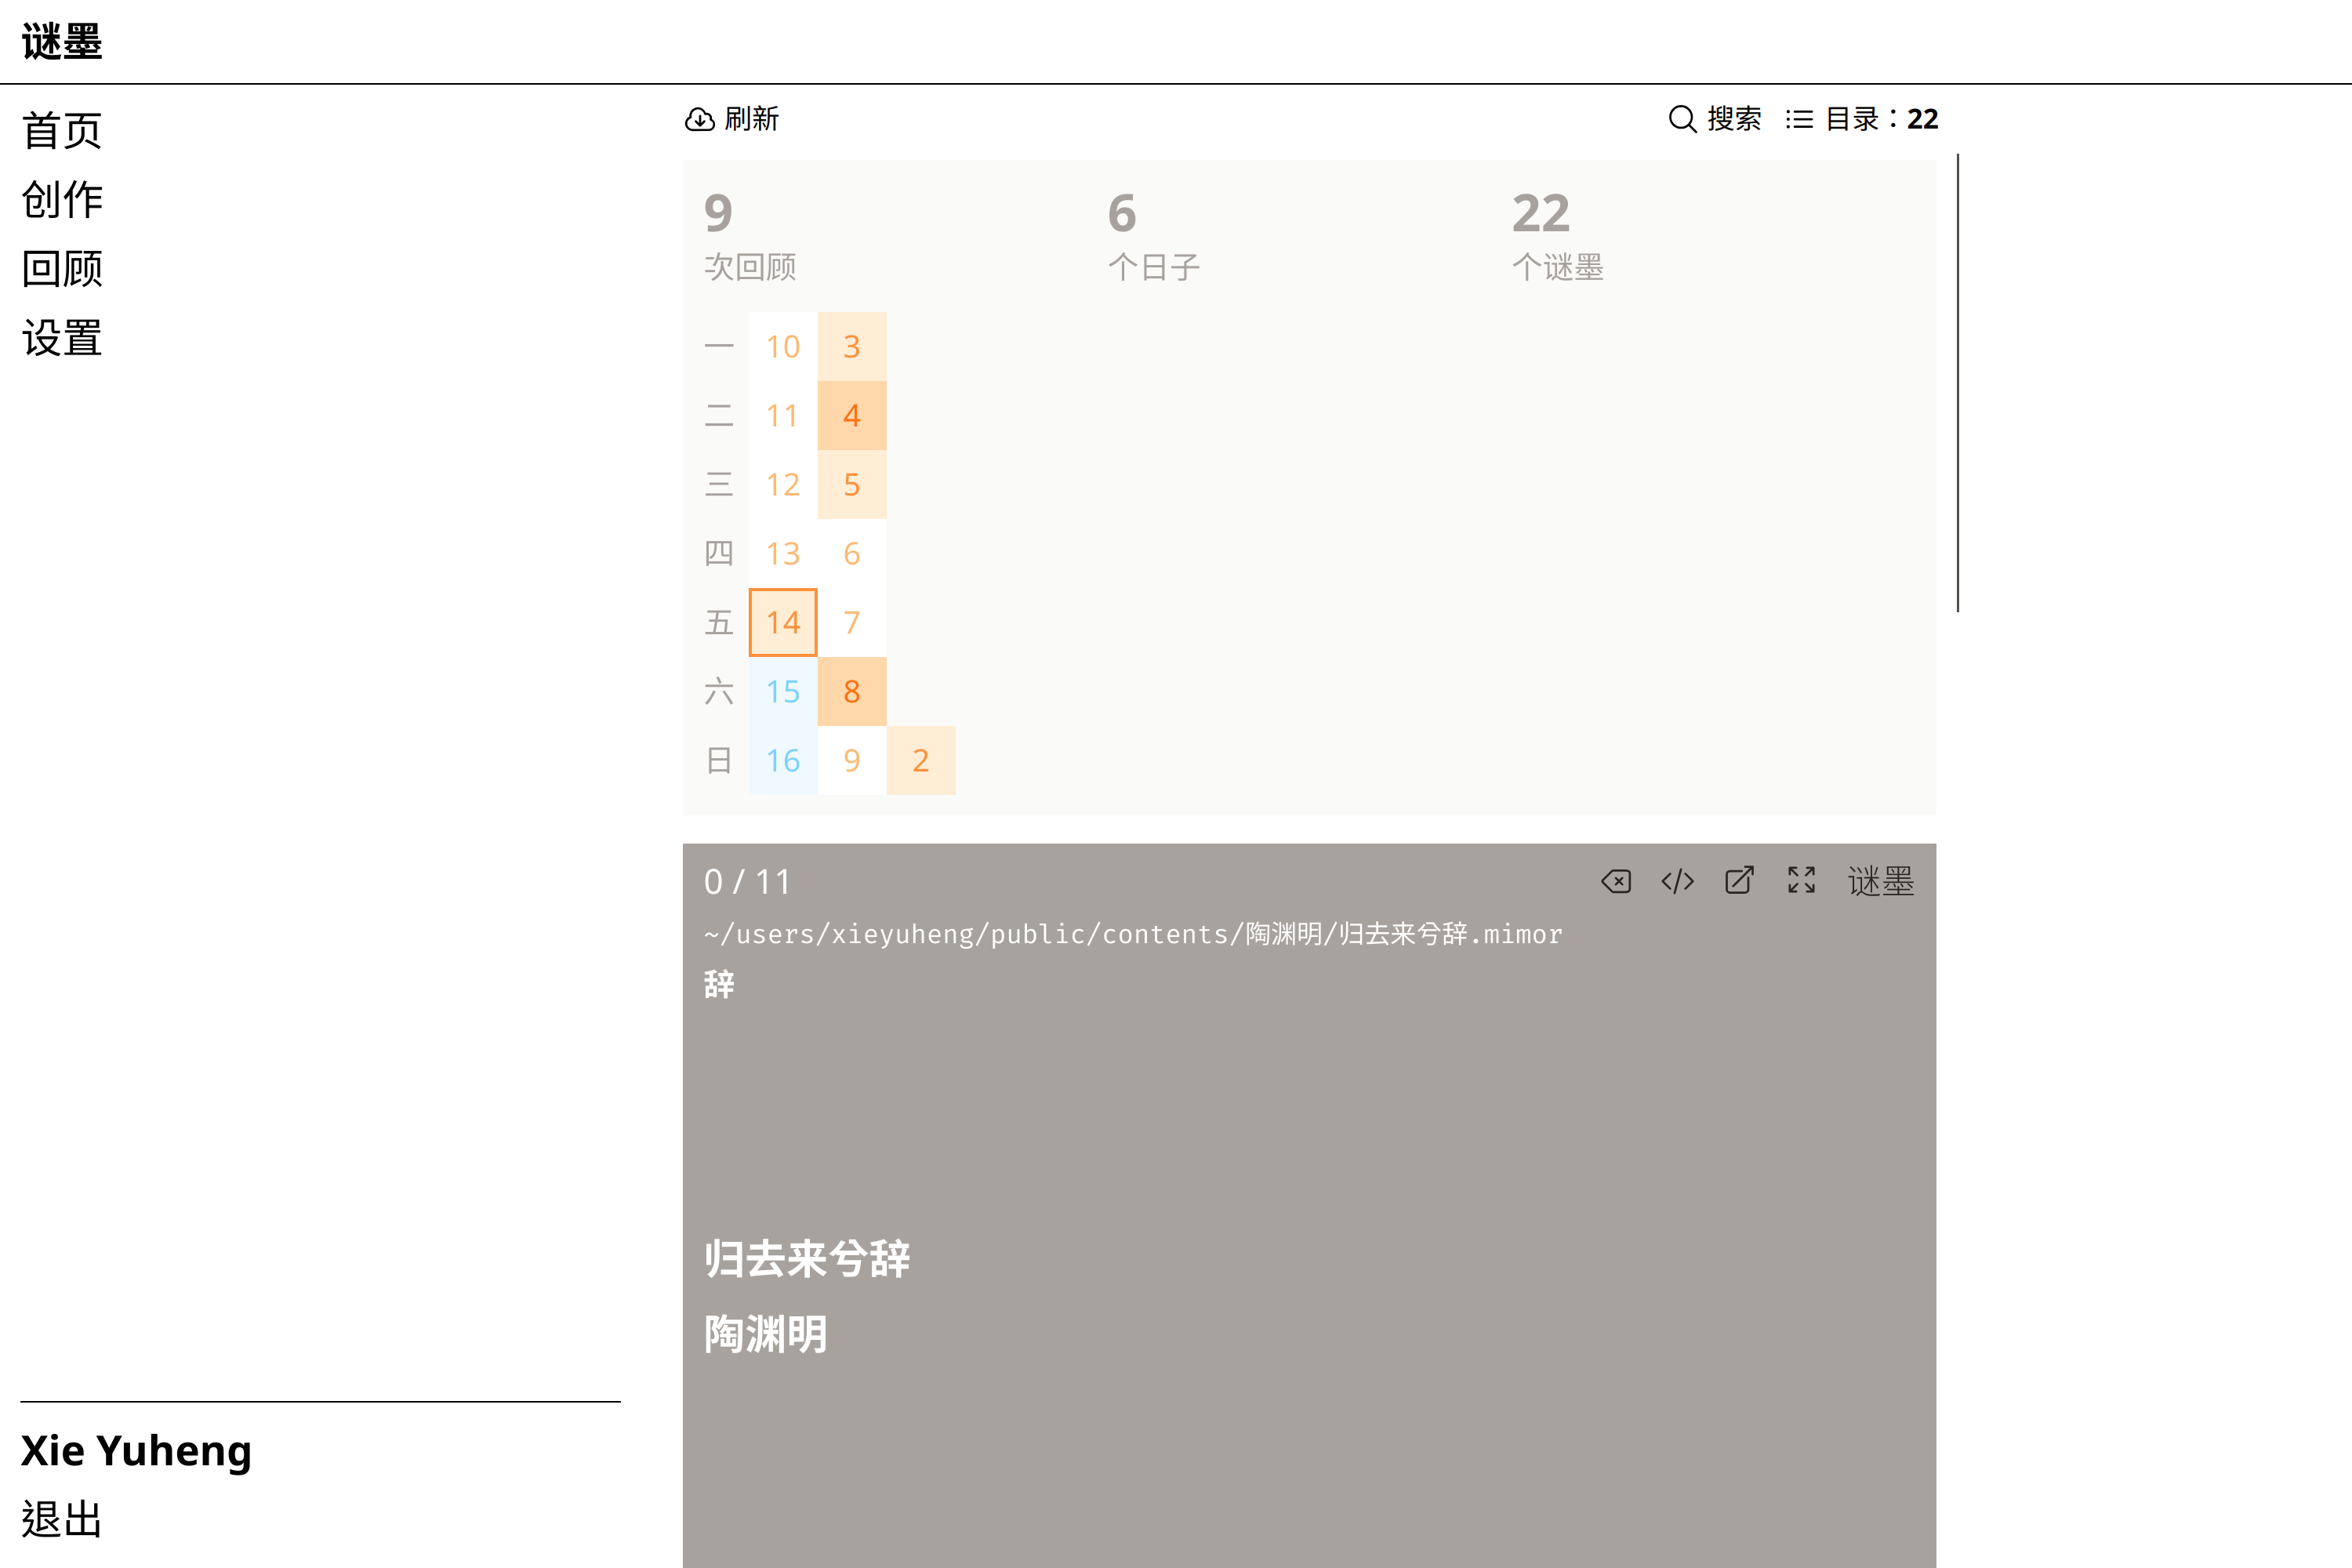 谜墨
首页
创作
回顾
设置
刷新
搜索 目录：22
9 6 22
次回顾 个日子 个谜墨
一 10 3
二 11 4
三 12 5
四 13 6
五 14 7
六 15 8
日 16 9 2
0 / 11 谜墨
~/users/xieyuheng/public/contents/陶渊明/归去来兮辞.mimor
辞
归去来兮辞
陶渊明
Xie Yuheng
退出